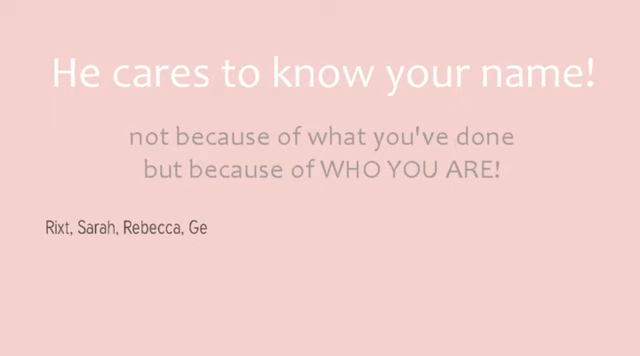 He cares to know your name!
not because of what you've done
but because of WHO YOU ARE!
Rixt, Sarah, Rebecca, Ge